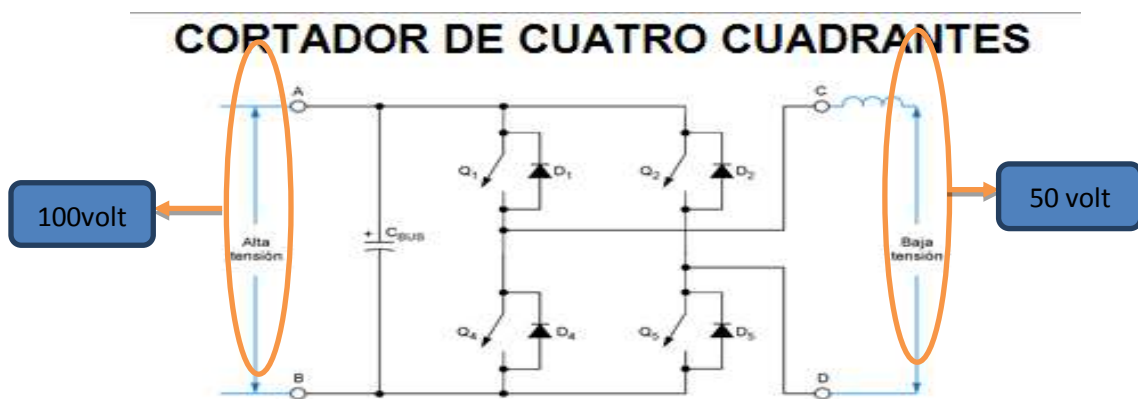 CORTADOR DE CUATRO CUADRANTES
A
C
Q1
D1
Q2
D2
100volt
50 volt
+
CBUS
Alta
tensión
Baja
tensión
Q4
D4
Q5
D5
B
D